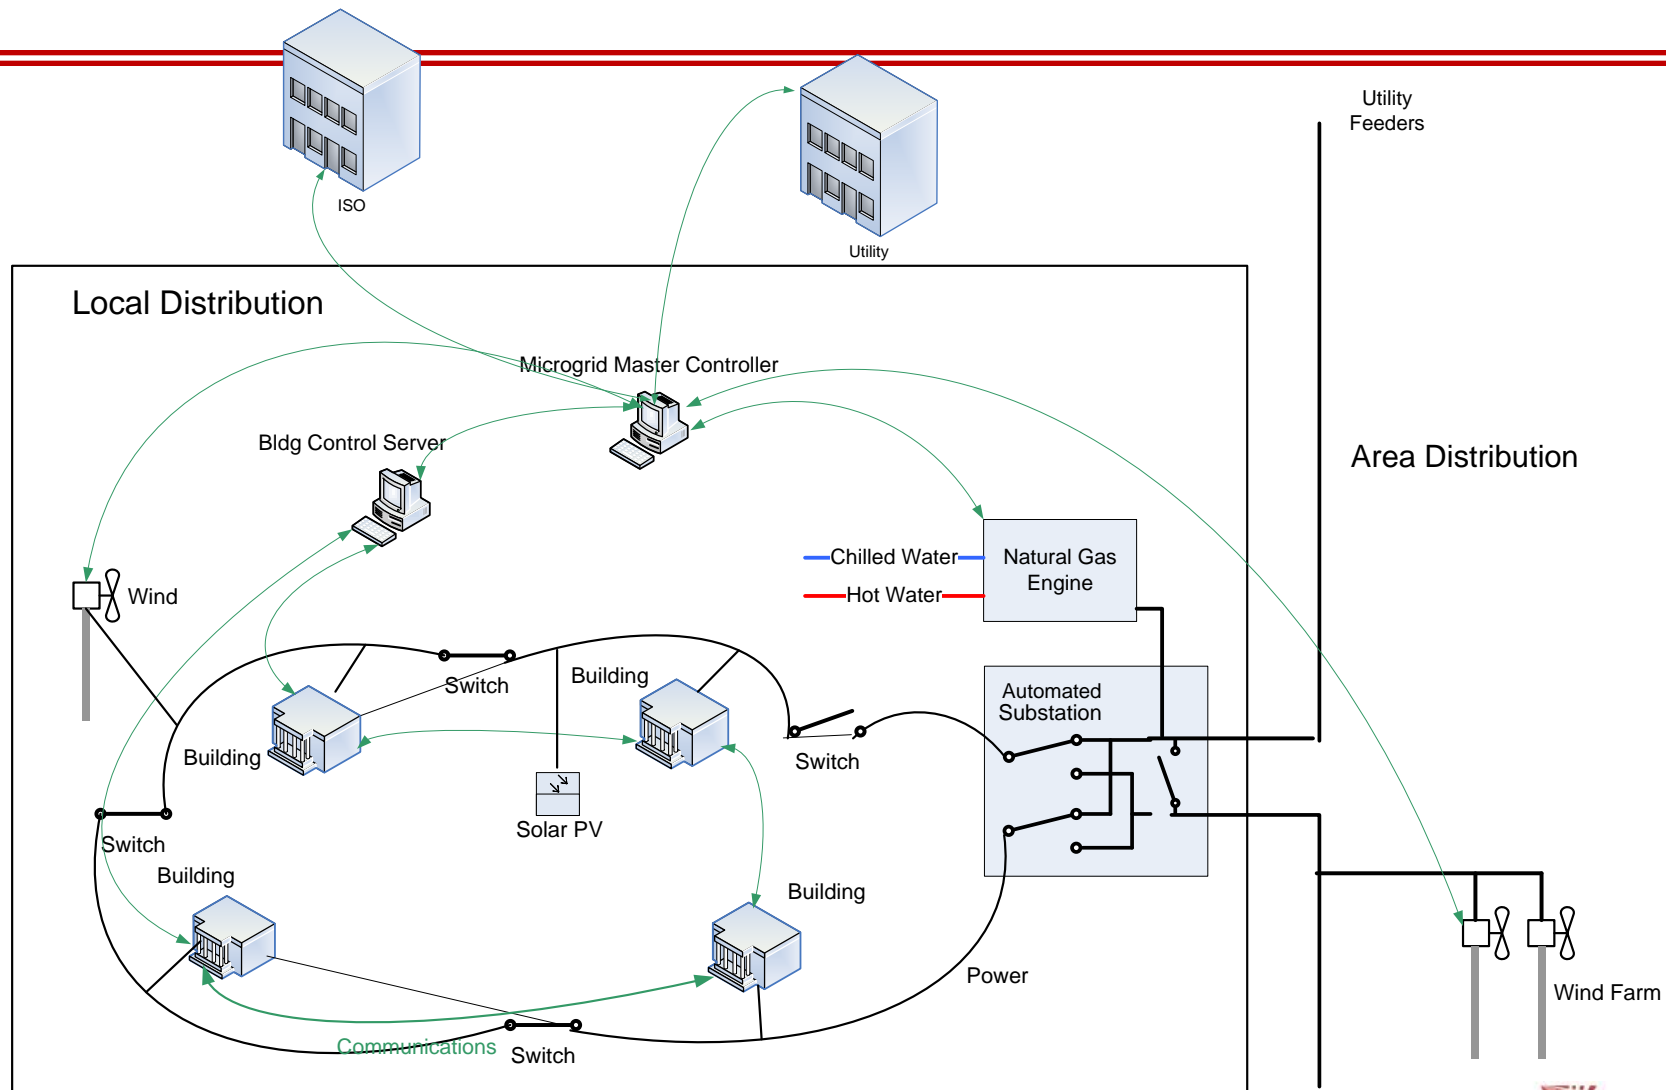 Utility
Feeders
ISO
Utility
Local Distribution
Microgrid Master Controller
Bldg Control Server
Area Distribution
Chilled Water
Natural Gas
Engine
Hot Water
Wind
Switch
Building
Automated
Substation
Building
Switch
Solar PV
Switch
Building
Building
Power
Wind Farm
Communications
Switch